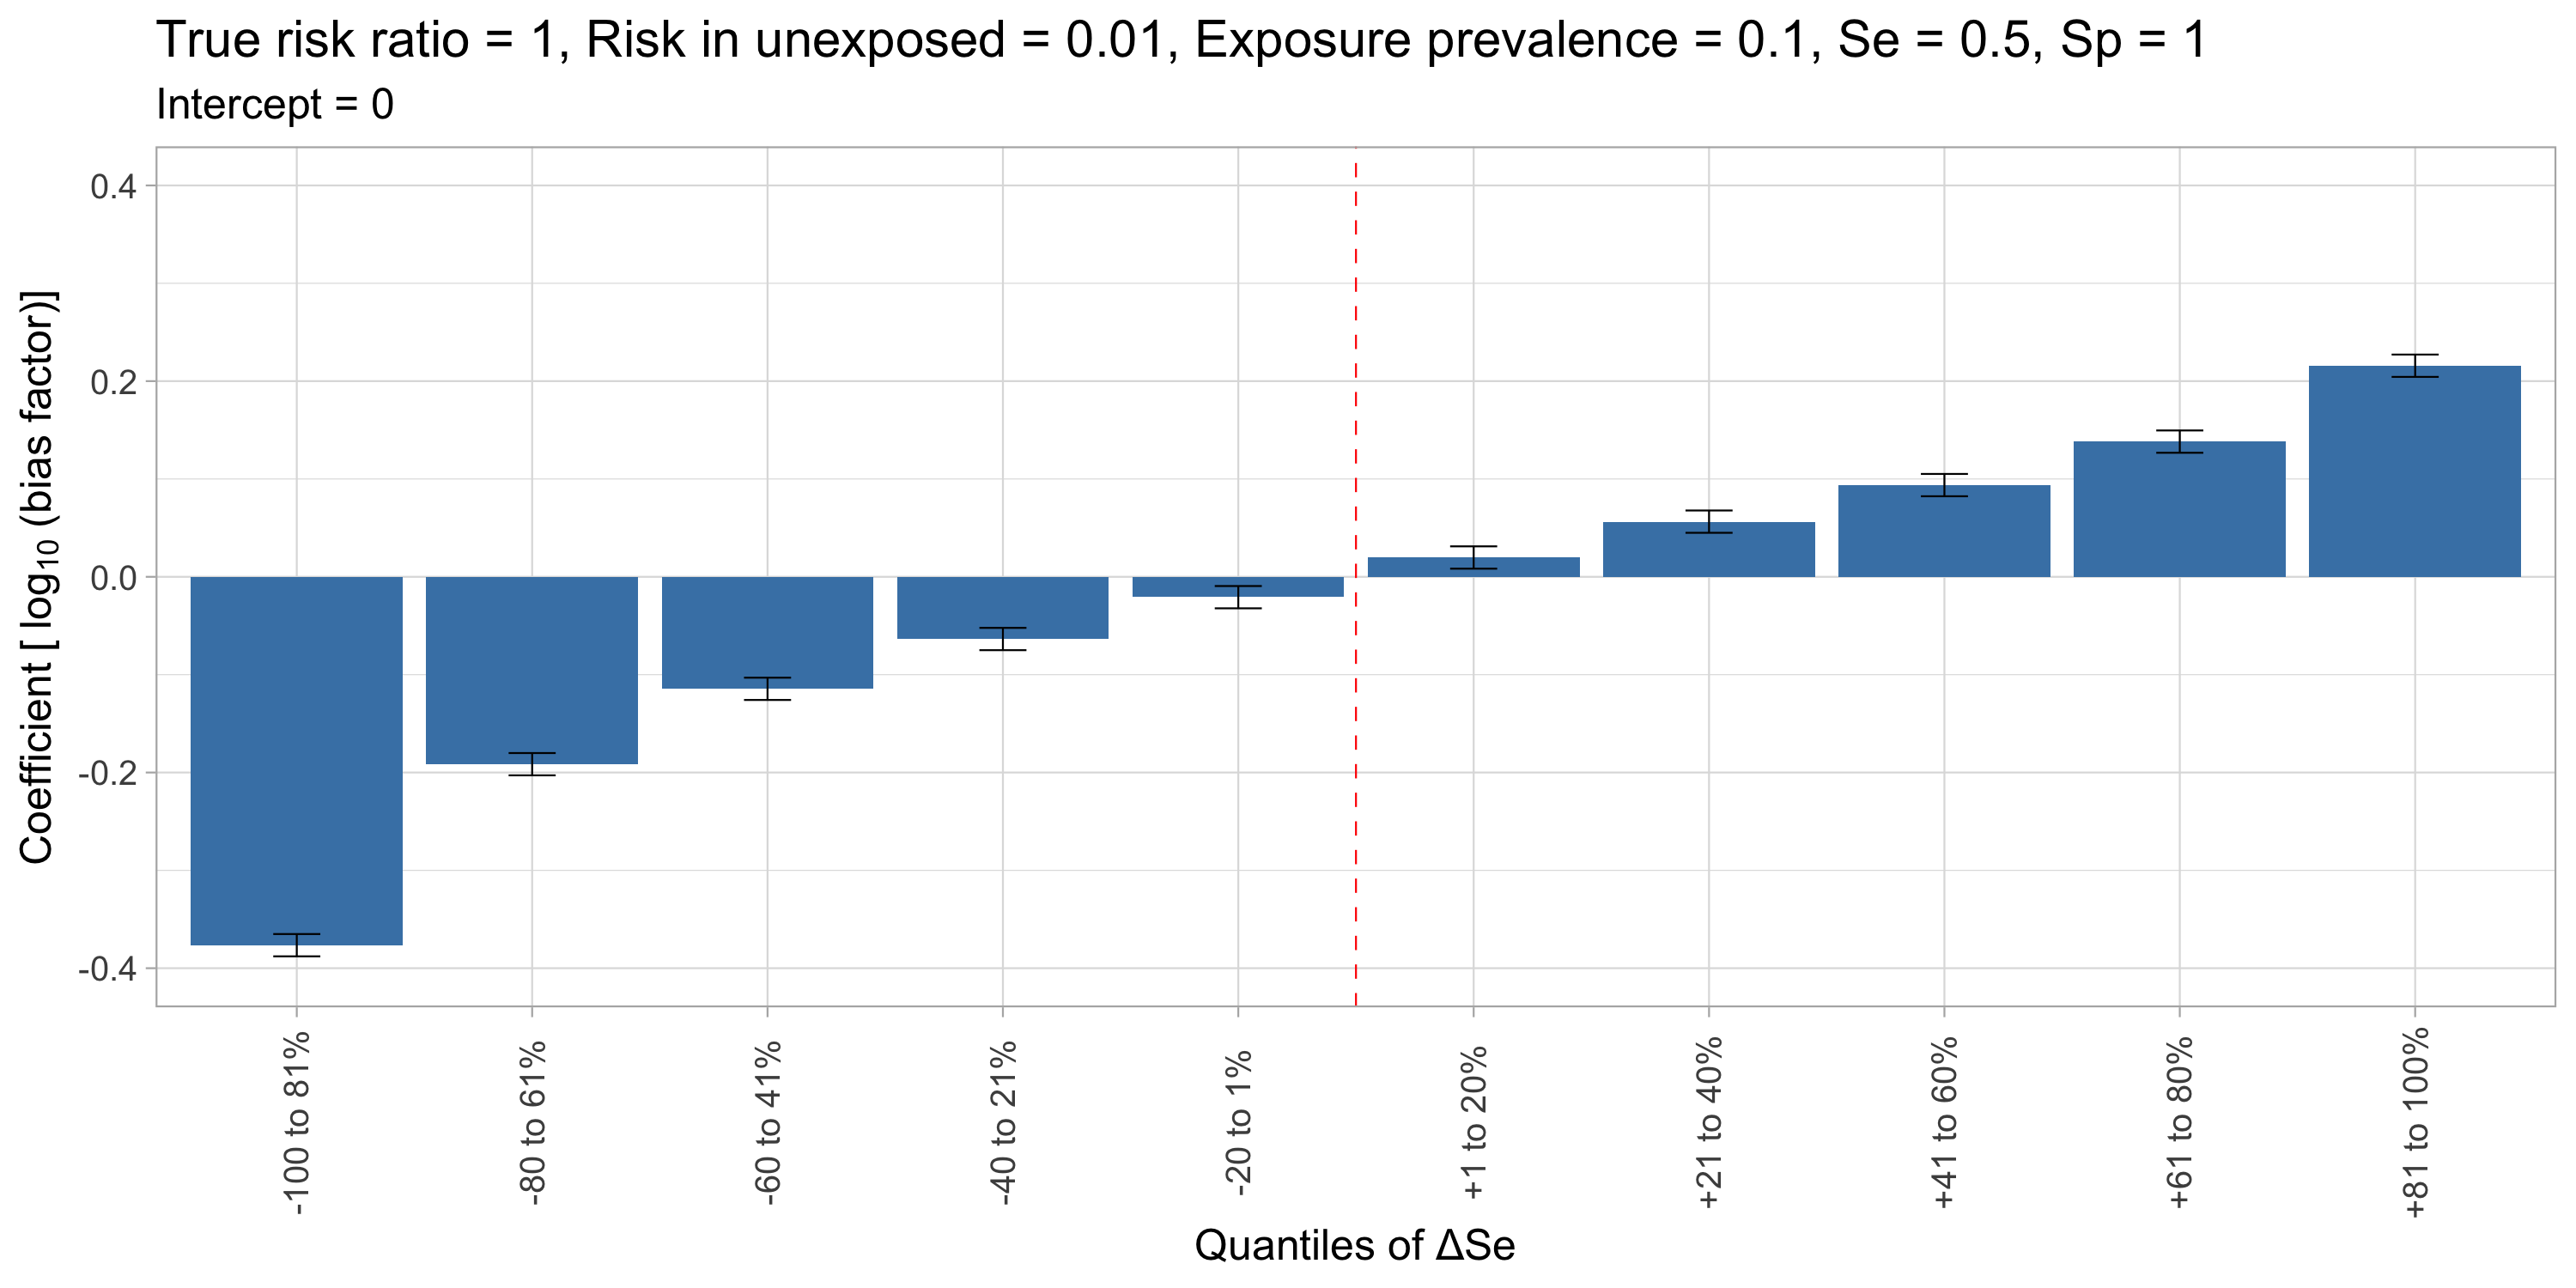 True risk ratio = 1, Risk in unexposed = 0.01, Exposure prevalence = 0.1, Se = 0.5, Sp = 1
Intercept = 0
Coefficient [ log₁₀ (bias factor)]
0.4
0.2
0.0
-0.2
-0.4
-100 to 81%
-80 to 61%
-60 to 41%
-40 to 21%
-20 to 1%
+1 to 20%
+21 to 40%
+41 to 60%
+61 to 80%
+81 to 100%
Quantiles of ΔSe